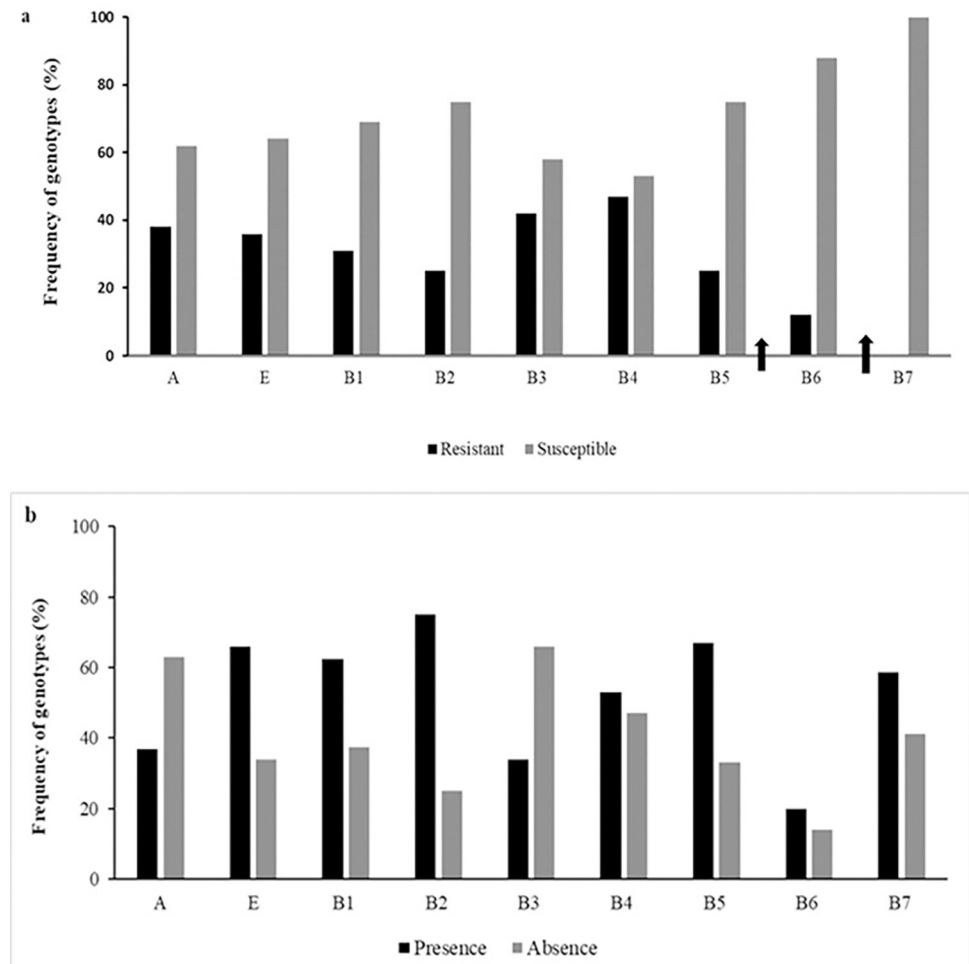 a
Frequency of genotypes (%)
100
80
60
40
20
0
A E B1 B2 B3 B4 B5 B6 B7
Resistant Susceptible
b
Frequency of genotypes (%)
100
80
60
40
20
0
A E B1 B2 B3 B4 B5 B6 B7
Presence Absence